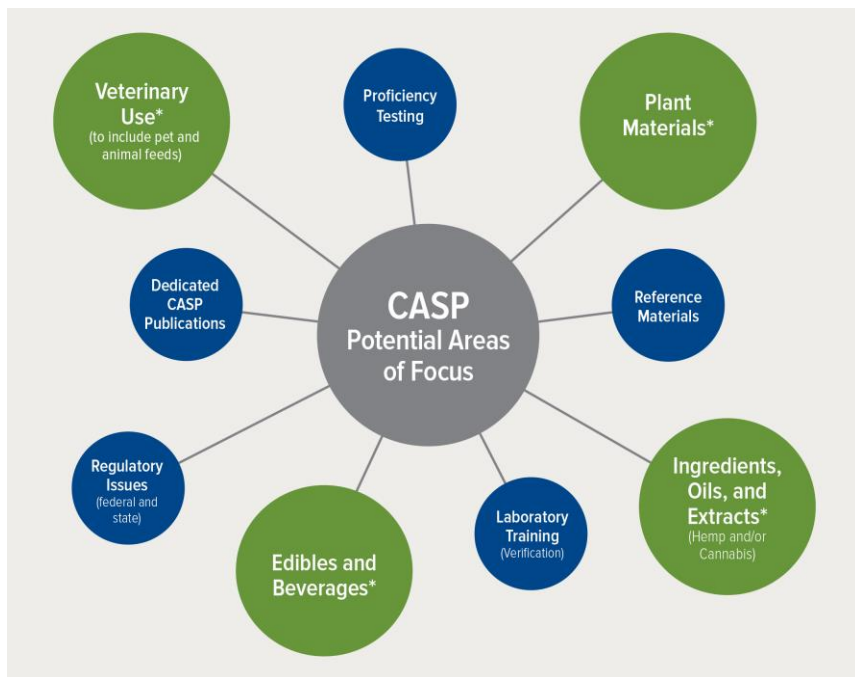 Veterinary
Use*
(to include pet and
animal feeds)
Proficiency
Testing
Plant
Materials*
Dedicated
CASP
Publications
CASP
Potential Areas
of Focus
Reference
Materials
Regulatory
Issues
(federal and
state)
Edibles and
Beverages*
Laboratory
Training
(Verification)
Ingredients,
Oils, and
Extracts*
(Hemp and/or
Cannabis)